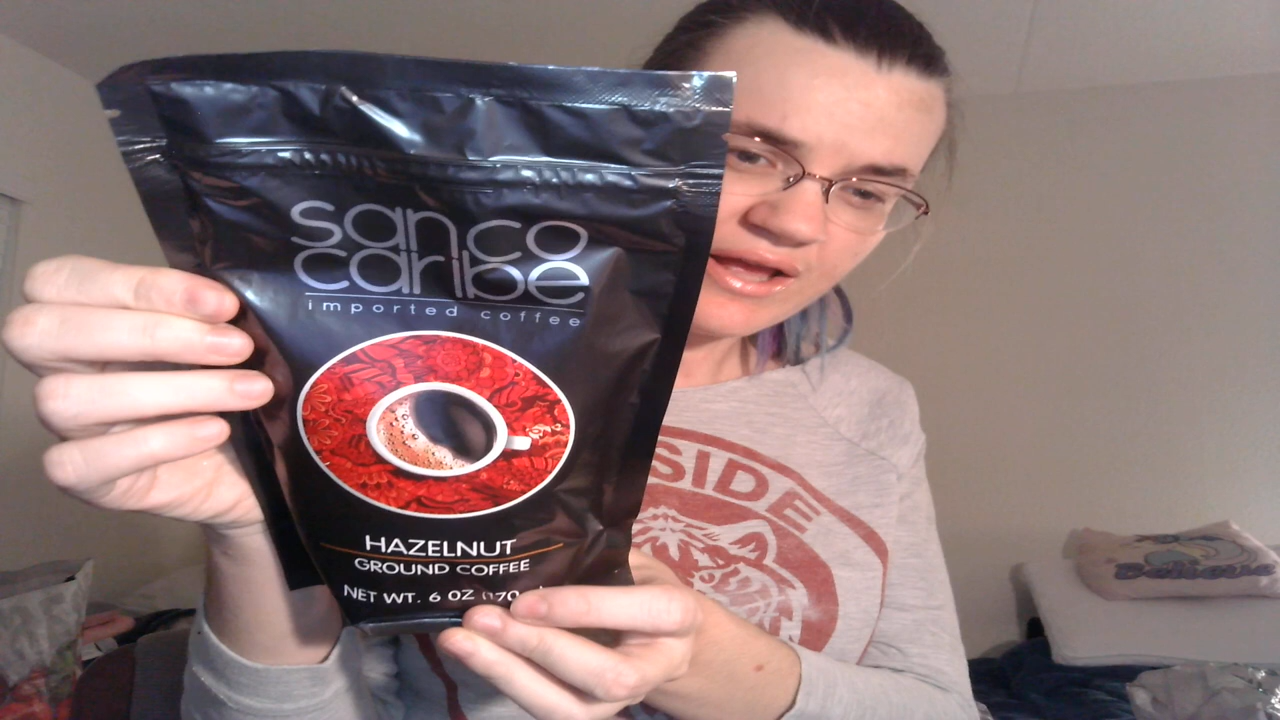 sanco
caribe
imported coffee
HAZELNUT
GROUND COFFEE
NET WT. 6 OZ
SIDE